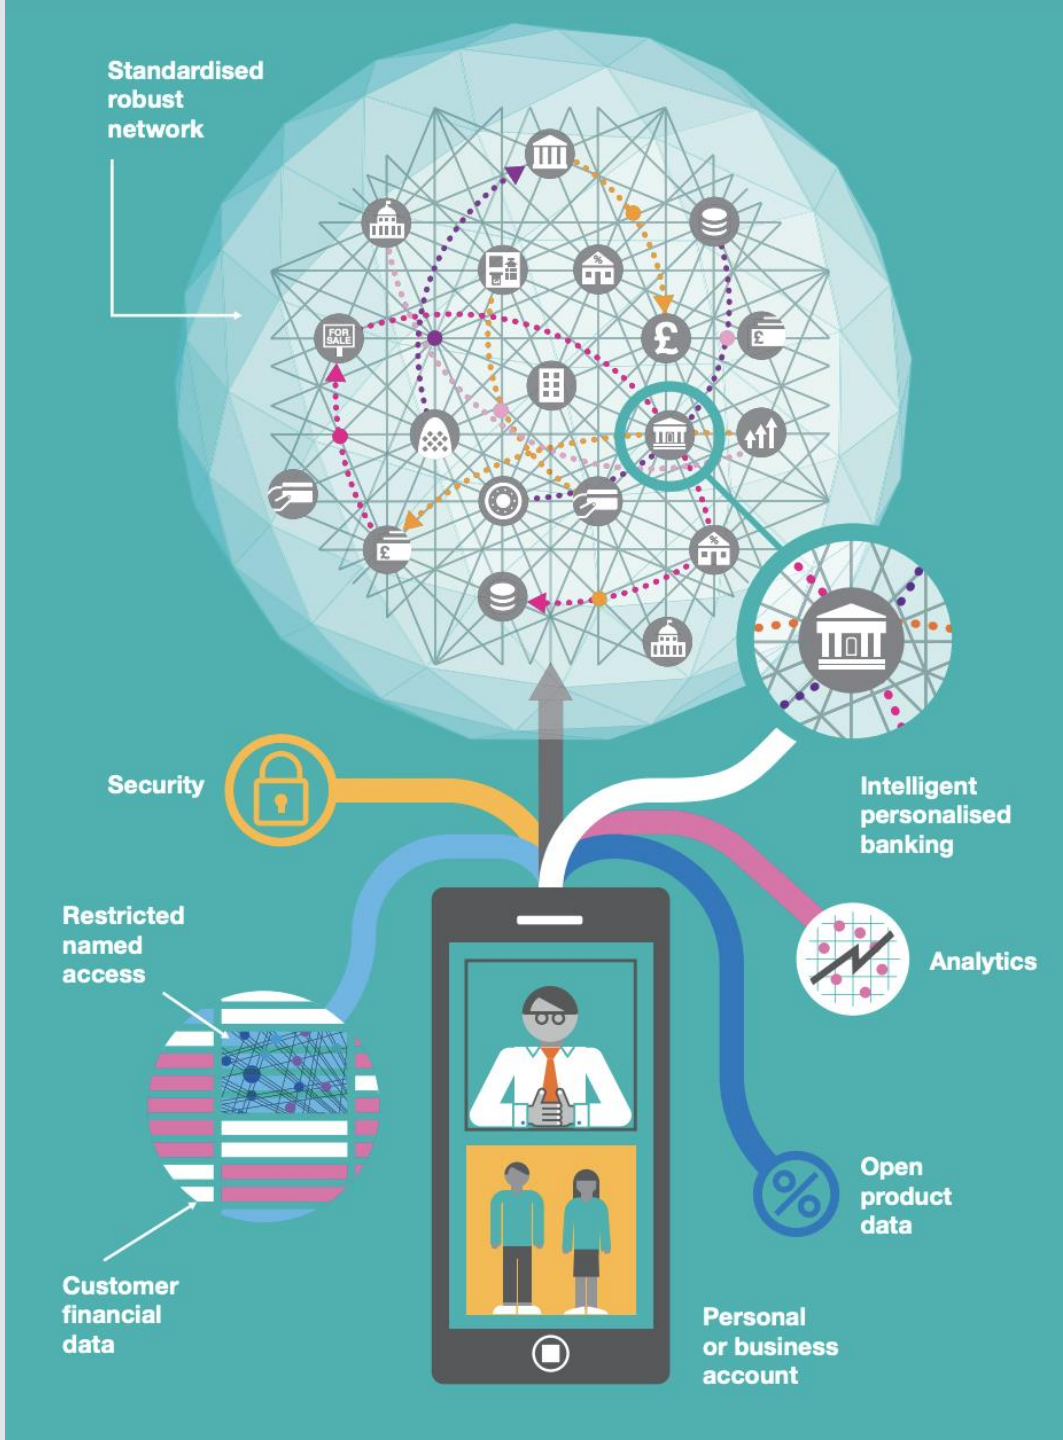 Standardised
robust
network
%
FOR
SALE
£
£
£
%
Security
Intelligent
personalised
banking
Restricted
named
access
Analytics
%
Open
product
data
Customer
financial
data
Personal
or business
account